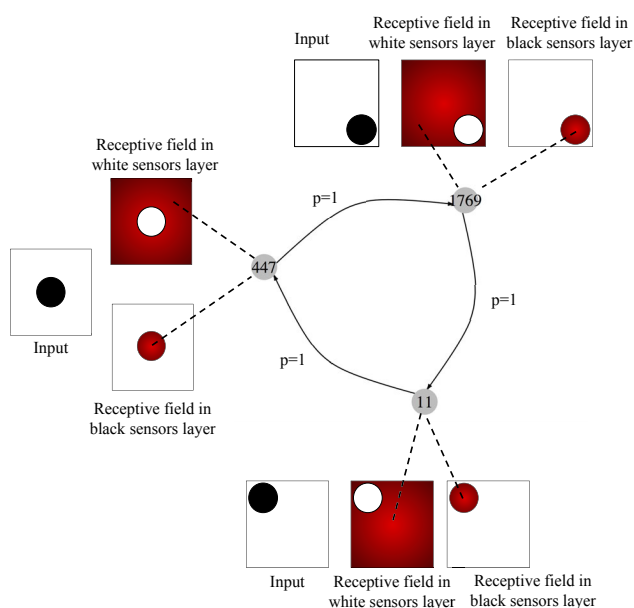 Input
Receptive field in
white sensors layer
Receptive field in
black sensors layer
Receptive field in
white sensors layer
1769
p=1
447
p=1
Input
p=1
Receptive field in
black sensors layer
11
Input
Receptive field in
white sensors layer
Receptive field in
black sensors layer